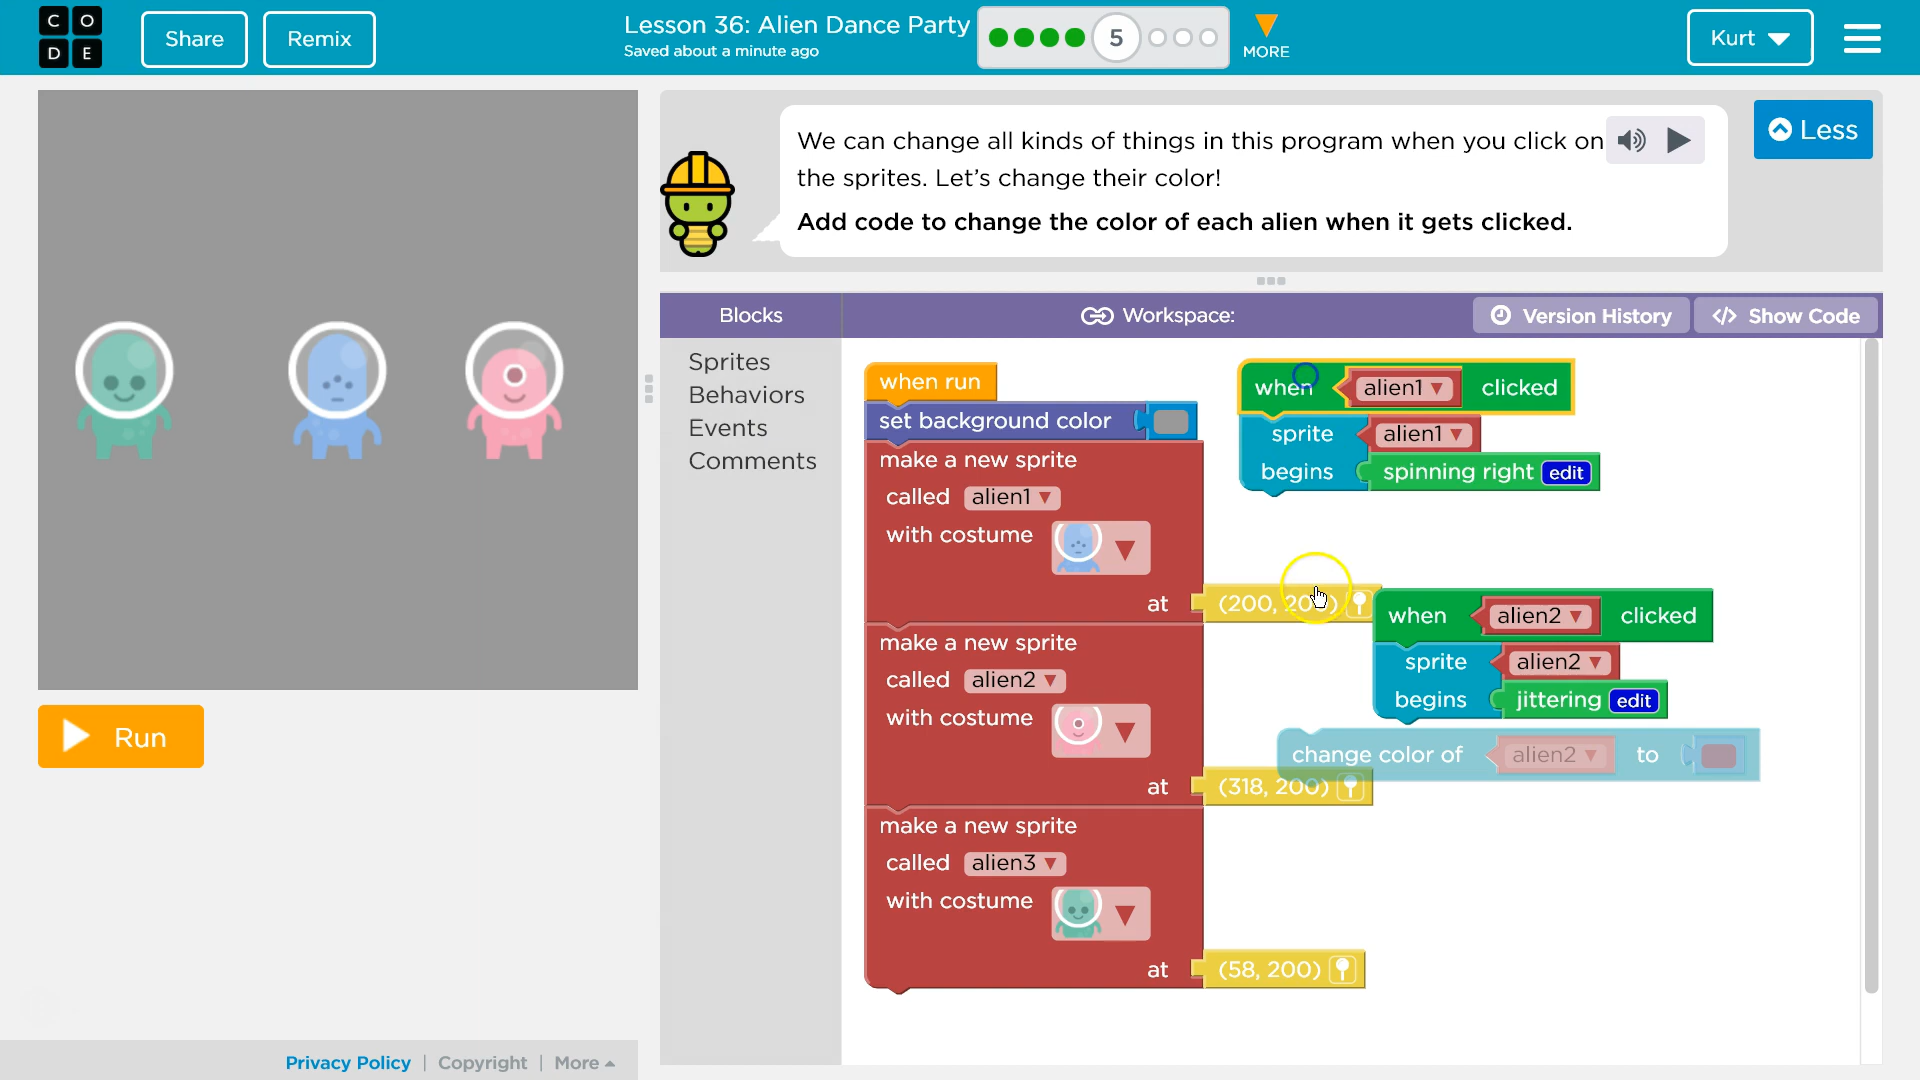 C O
D E
Share
Remix
Lesson 36: Alien Dance Party
Saved about a minute ago
5
MORE
Kurt
We can change all kinds of things in this program when you click on
the sprites. Let's change their color!
Add code to change the color of each alien when it gets clicked.
Less
Blocks
Workspace:
Version History
</> Show Code
Sprites
Behaviors
Events
Comments
when run
set background color
make a new sprite
called alien1
with costume
at (200, 200)
make a new sprite
called alien2
with costume
at (318, 200)
make a new sprite
called alien3
with costume
at (58, 200)
when alien1 clicked
sprite alien1
begins spinning right edit
when alien2 clicked
sprite alien2
begins jittering edit
change color of alien2 to
Run
Privacy Policy | Copyright | More